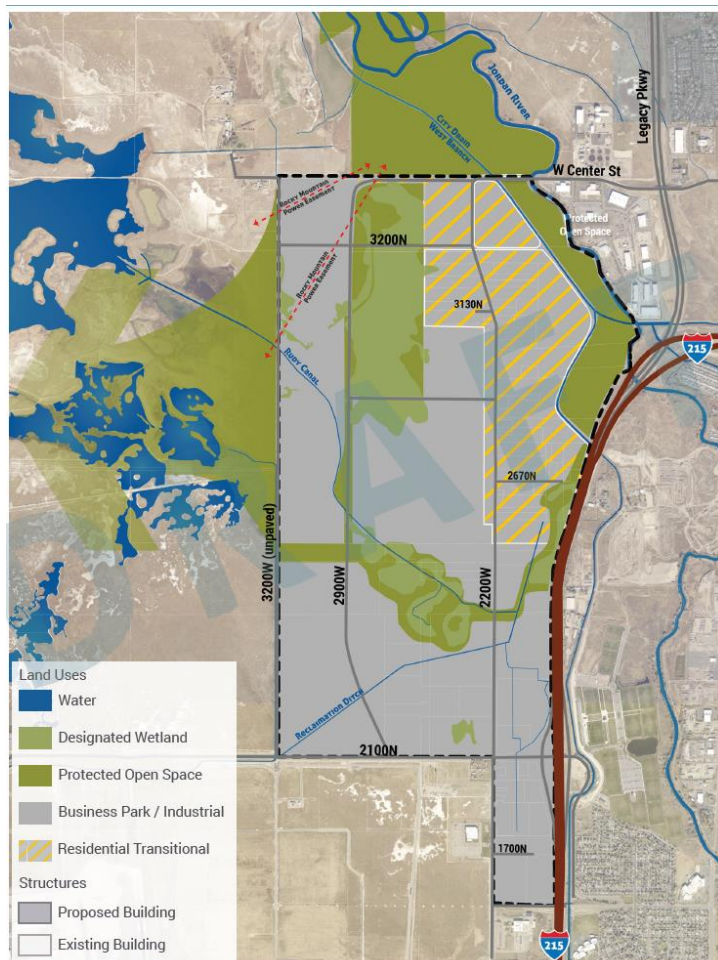 Jordan River
City Drain
West Branch
Legacy Pkwy
W Center St
Rocky Mountain
Power Easement
Protected
Open Space
3200N
Rocky Mountain
Power Easement
3130N
215
Rudy Canal
2670N
3200W (unpaved)
2900W
2200W
DRAFT
Reclamation Ditch
2100N
1700N
215
Land Uses
Water
Designated Wetland
Protected Open Space
Business Park / Industrial
Residential Transitional
Structures
Proposed Building
Existing Building